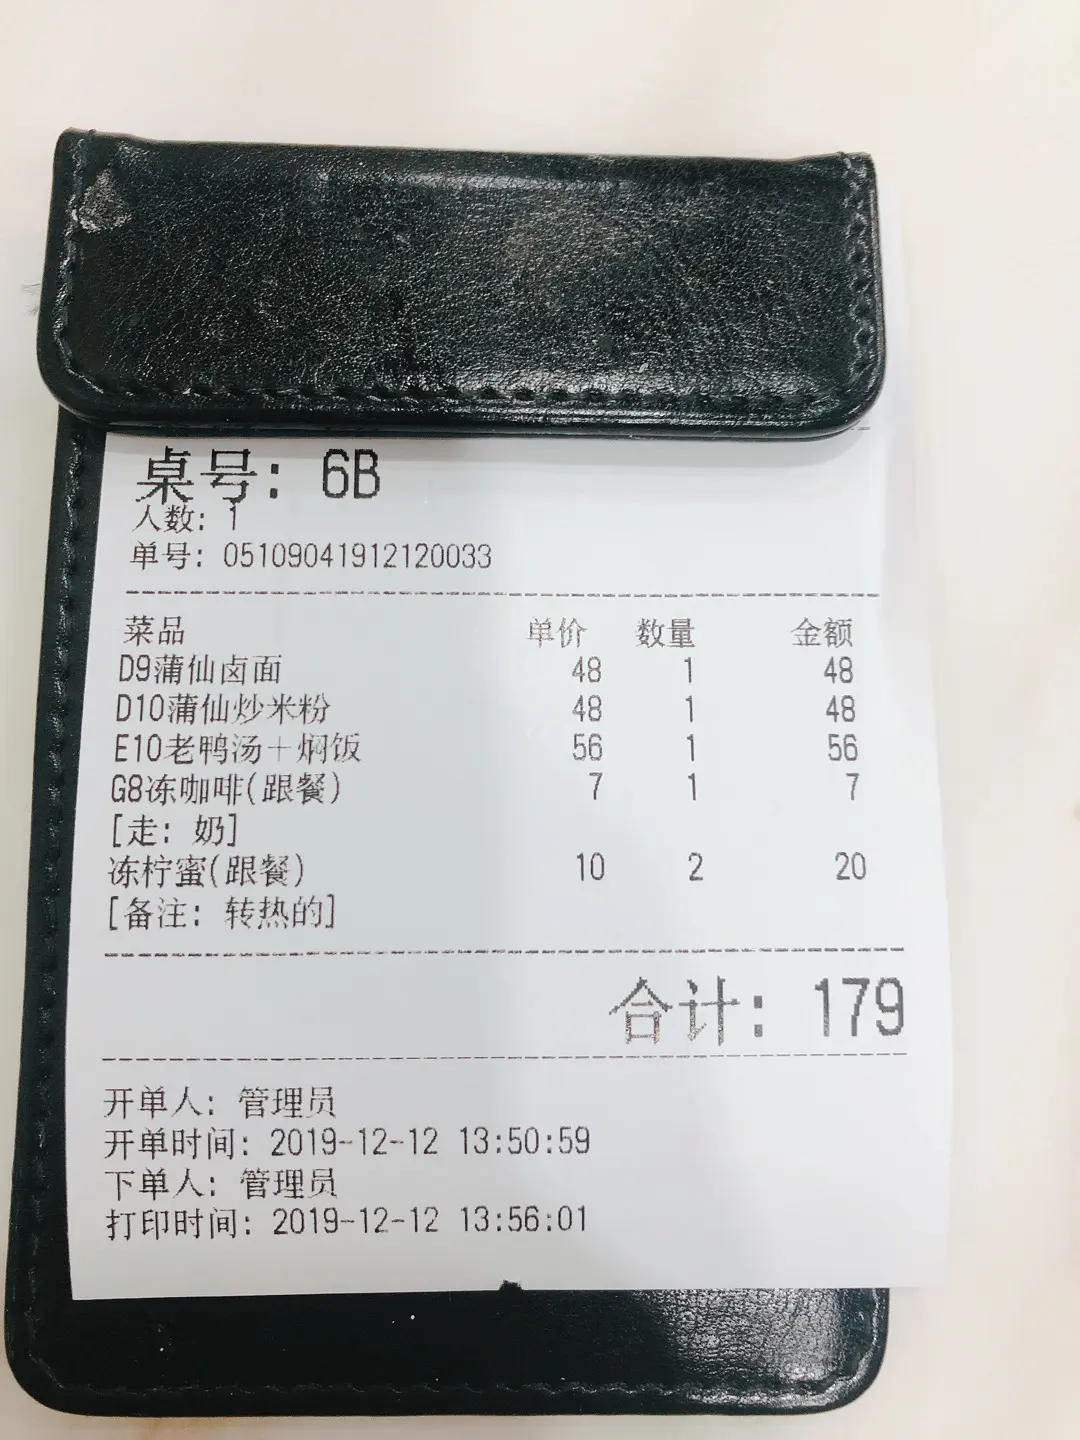 桌号: 6B
人数: 1
单号: 05109041912120033
菜品 单价 数量 金额
D9蒲仙卤面 48 1 48
D10蒲仙炒米粉 48 1 48
E10老鸭汤+焖饭 56 1 56
G8冻咖啡(跟餐) 7 1 7
[走: 奶]
冻柠蜜(跟餐) 10 2 20
[备注: 转热的]
合计: 179
开单人: 管理员
开单时间: 2019-12-12 13:50:59
下单人: 管理员
打印时间: 2019-12-12 13:56:01